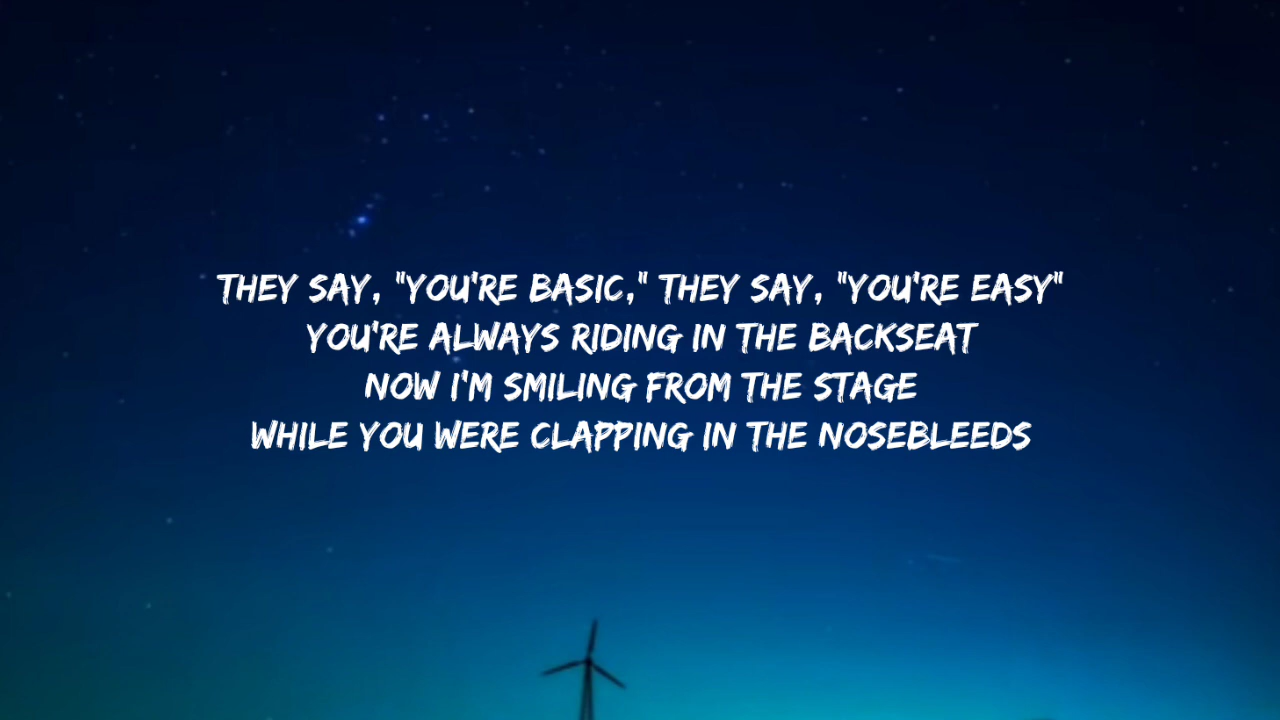 THEY SAY, "YOU'RE BASIC," THEY SAY, "YOU'RE EASY"
YOU'RE ALWAYS RIDING IN THE BACKSEAT
NOW I'M SMILING FROM THE STAGE
WHILE YOU WERE CLAPPING IN THE NOSEBLEEDS